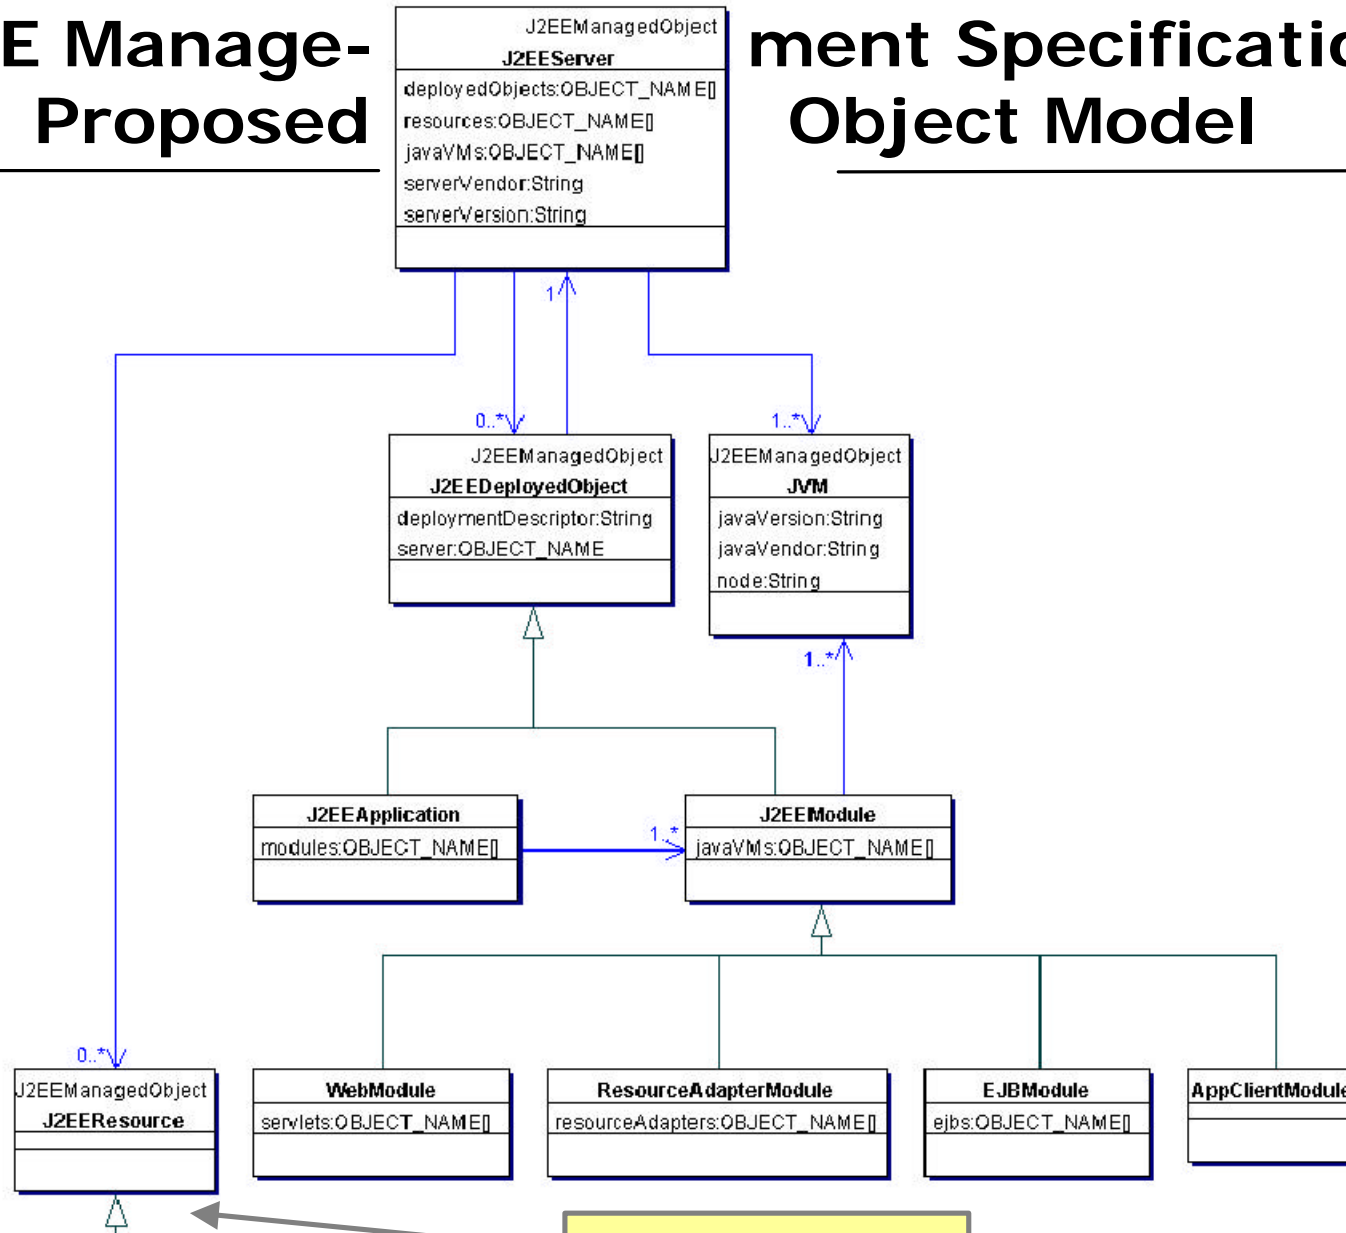 E Manage-
ment Specificatio
Proposed
Object Model
J2EEManagedObject
J2EEServer
deployedObjects:OBJECT_NAME[]
resources:OBJECT_NAME[]
javaVMs:OBJECT_NAME[]
serverVendor:String
serverVersion:String
1
0..*
1..*
J2EEManagedObject
J2EEDeployedObject
deploymentDescriptor:String
server:OBJECT_NAME
J2EEManagedObject
JVM
javaVersion:String
javaVendor:String
node:String
1..*
J2EEApplication
modules:OBJECT_NAME[]
1..*
J2EEModule
javaVMs:OBJECT_NAME[]
0..*
J2EEManagedObject
J2EEResource
WebModule
servlets:OBJECT_NAME[]
ResourceAdapterModule
resourceAdapters:OBJECT_NAME[]
EJBModule
ejbs:OBJECT_NAME[]
AppClientModule